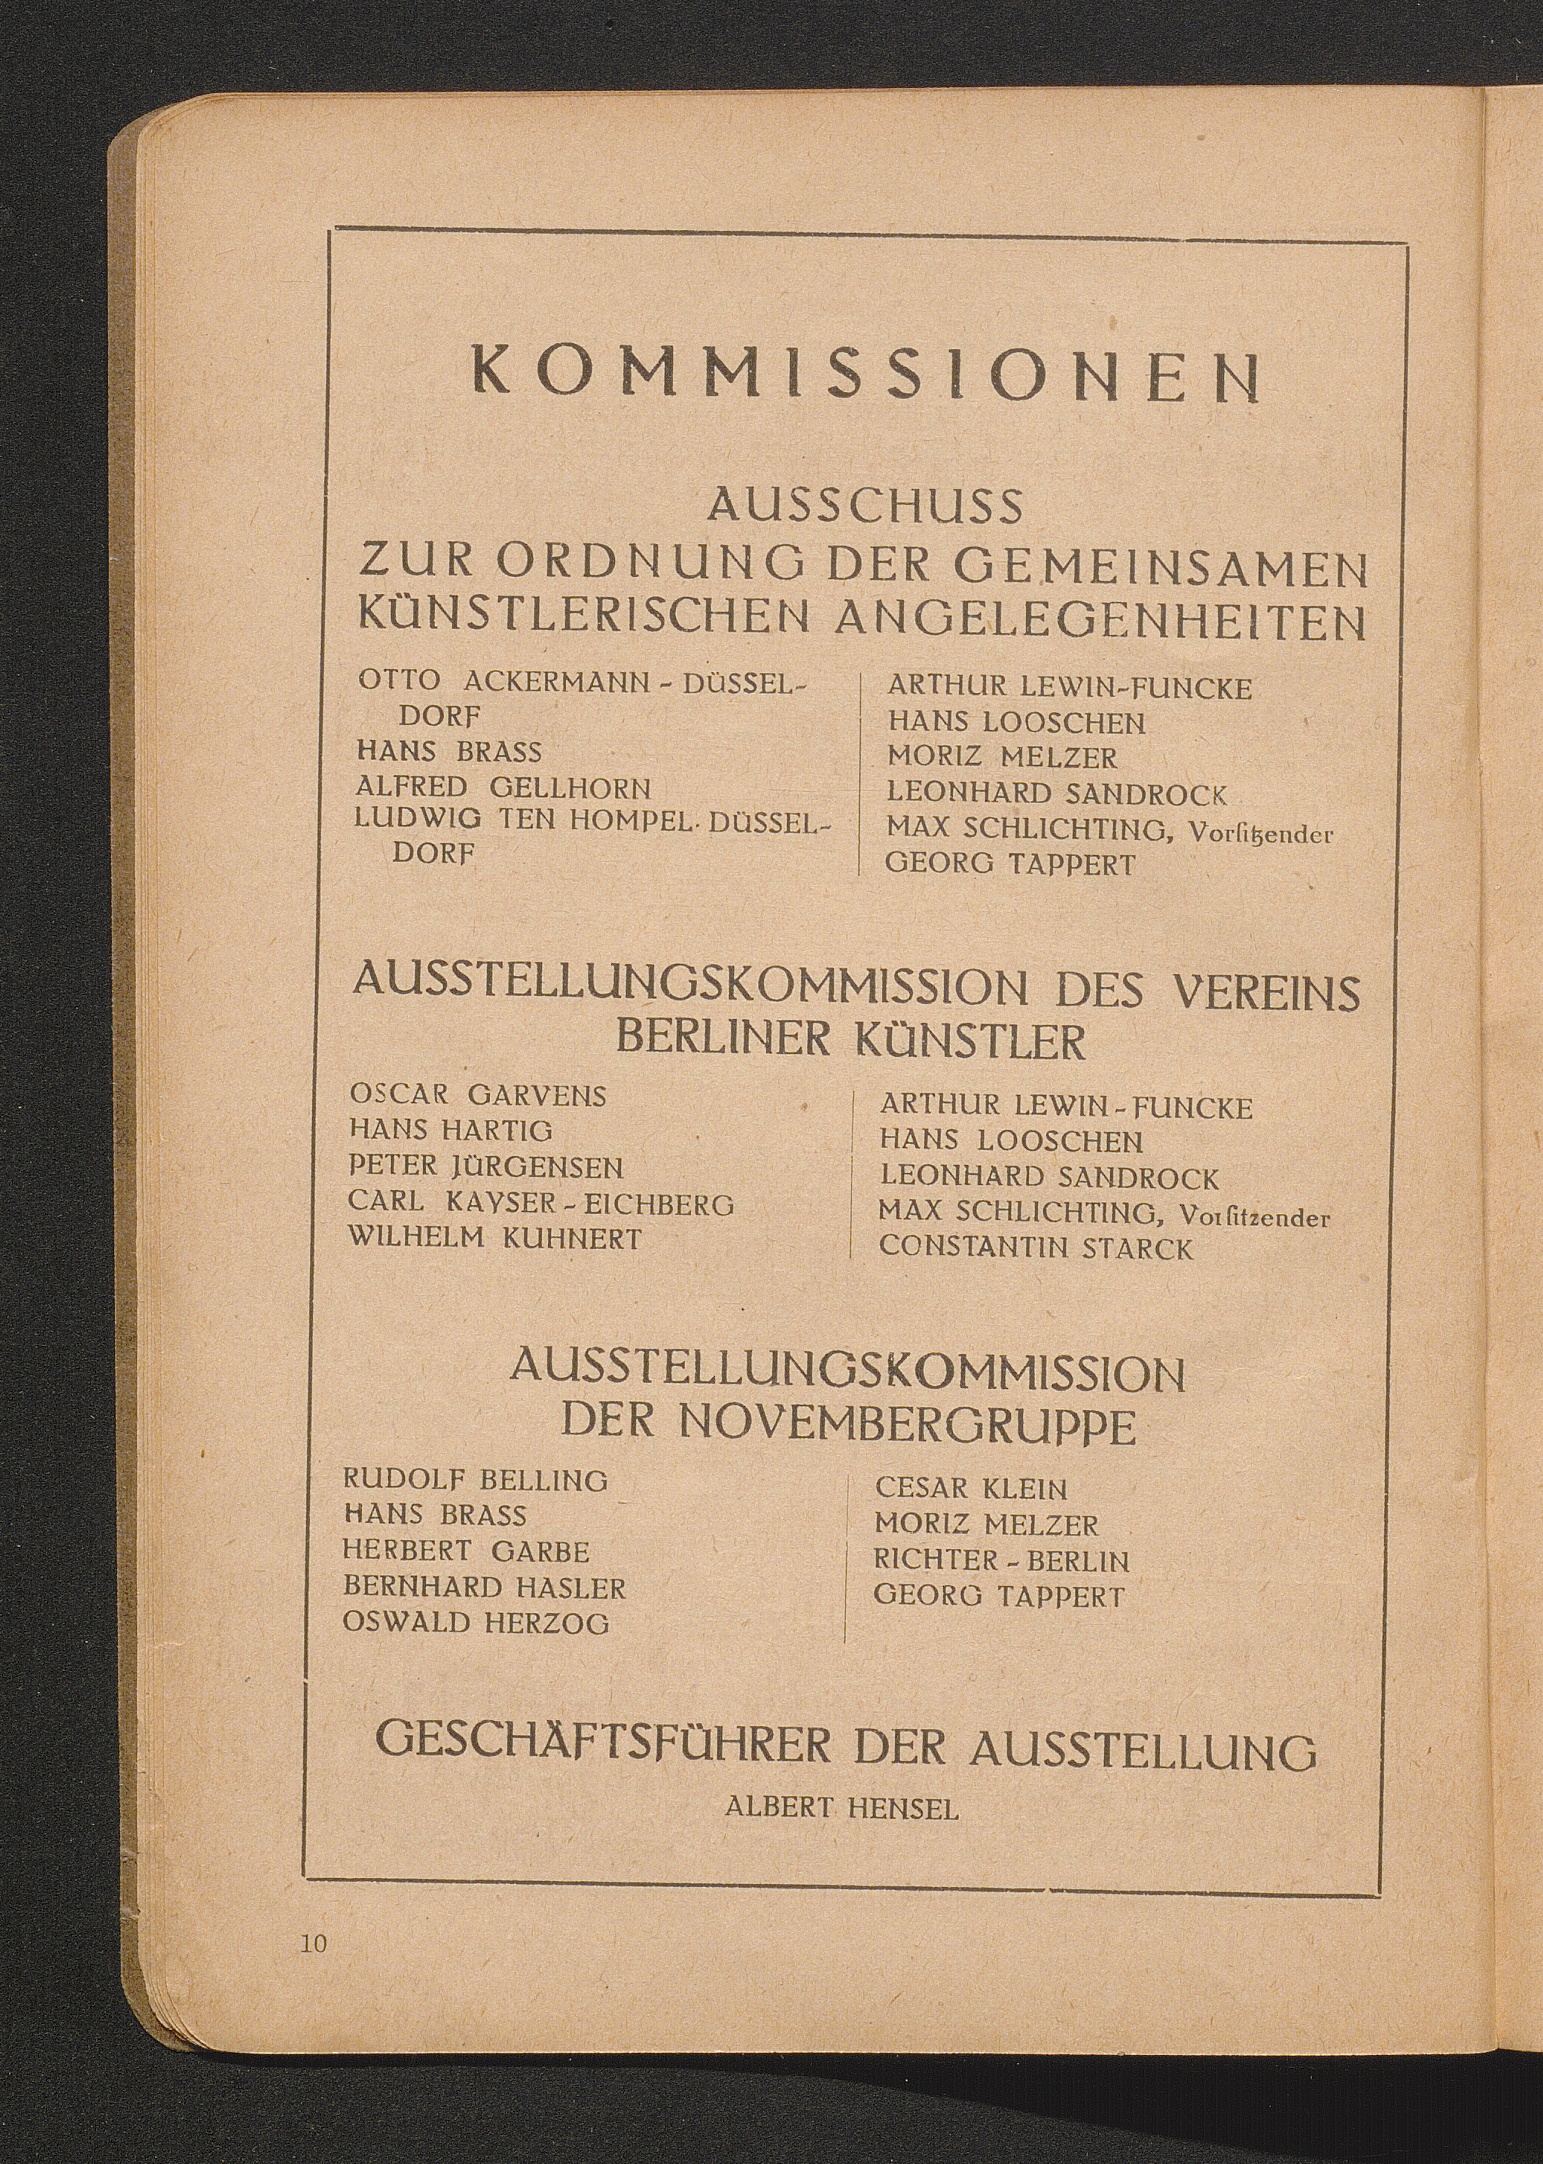 KOMMISSIONEN
AUSSCHUSS
ZUR ORDNUNG DER GEMEINSAMEN
KÜNSTLERISCHEN ANGELEGENHEITEN
OTTO ACKERMANN - DÜSSEL-
DORF
HANS BRASS
ALFRED GELLHORN
LUDWIG TEN HOMPEL. DÜSSEL-
DORF
ARTHUR LEWIN-FUNCKE
HANS LOOSCHEN
MORIZ MELZER
LEONHARD SANDROCK
MAX SCHLICHTING, Vorſitzender
GEORG TAPPERT
AUSSTELLUNGSKOMMISSION DES VEREINS
BERLINER KÜNSTLER
OSCAR GARVENS
HANS HARTIG
PETER JÜRGENSEN
CARL KAYSER - EICHBERG
WILHELM KUHNERT
ARTHUR LEWIN - FUNCKE
HANS LOOSCHEN
LEONHARD SANDROCK
MAX SCHLICHTING, Vorſitzender
CONSTANTIN STARCK
AUSSTELLUNGSKOMMISSION
DER NOVEMBERGRUPPE
RUDOLF BELLING
HANS BRASS
HERBERT GARBE
BERNHARD HASLER
OSWALD HERZOG
CESAR KLEIN
MORIZ MELZER
RICHTER - BERLIN
GEORG TAPPERT
GESCHÄFTSFÜHRER DER AUSSTELLUNG
ALBERT HENSEL
10